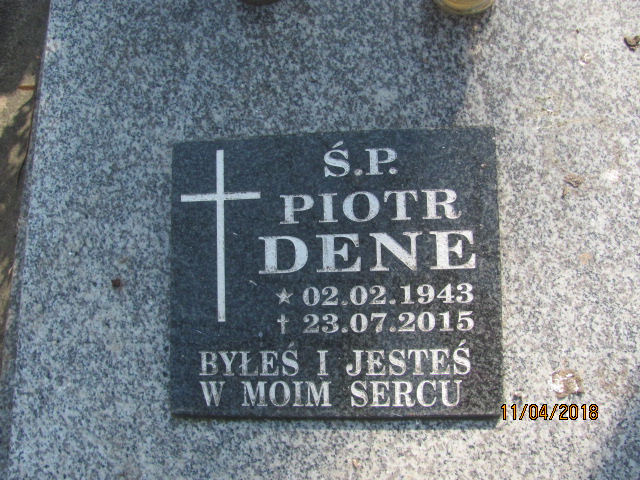 Ś.P.
PIOTR
DENE
★ 02.02.1943
† 23.07.2015
BYŁEŚ I JESTEŚ
W MOIM SERCU
11/04/2018